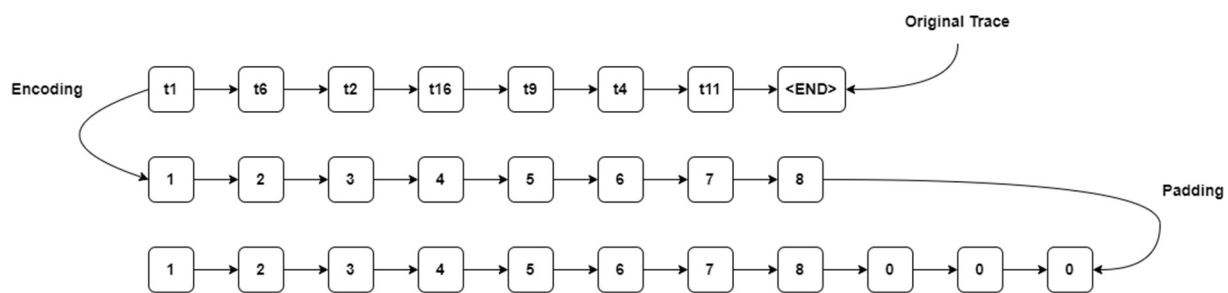 Original Trace
Encoding
t1 t6 t2 t16 t9 t4 t11 <END>
1 2 3 4 5 6 7 8
Padding
1 2 3 4 5 6 7 8 0 0 0